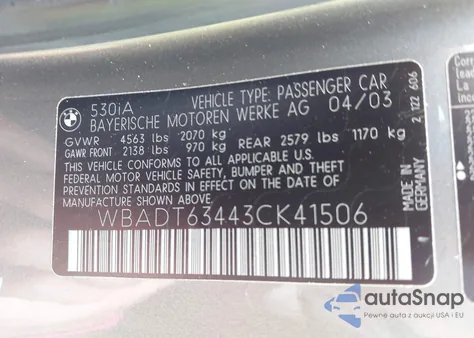 530iA VEHICLE TYPE: PASSENGER CAR
BAYERISCHE MOTOREN WERKE AG 04/03
GVWR 4563 lbs 2070 kg
GAWR FRONT 2138 lbs 970 kg REAR 2579 lbs 1170 kg
THIS VEHICLE CONFORMS TO ALL APPLICABLE
FEDERAL MOTOR VEHICLE SAFETY, BUMPER AND THEFT
PREVENTION STANDARDS IN EFFECT ON THE DATE OF
MANUFACTURE SHOWN ABOVE.
WBADT63443CK41506
MADE IN GERMANY
2 122 606
autoSnap
Pewne auta z aukcji USA i EU